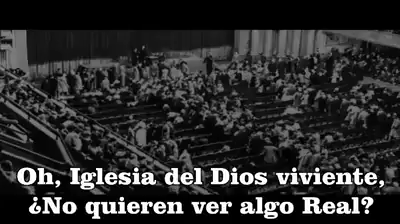 Oh, Iglesia del Dios viviente,
¿No quieren ver algo Real?